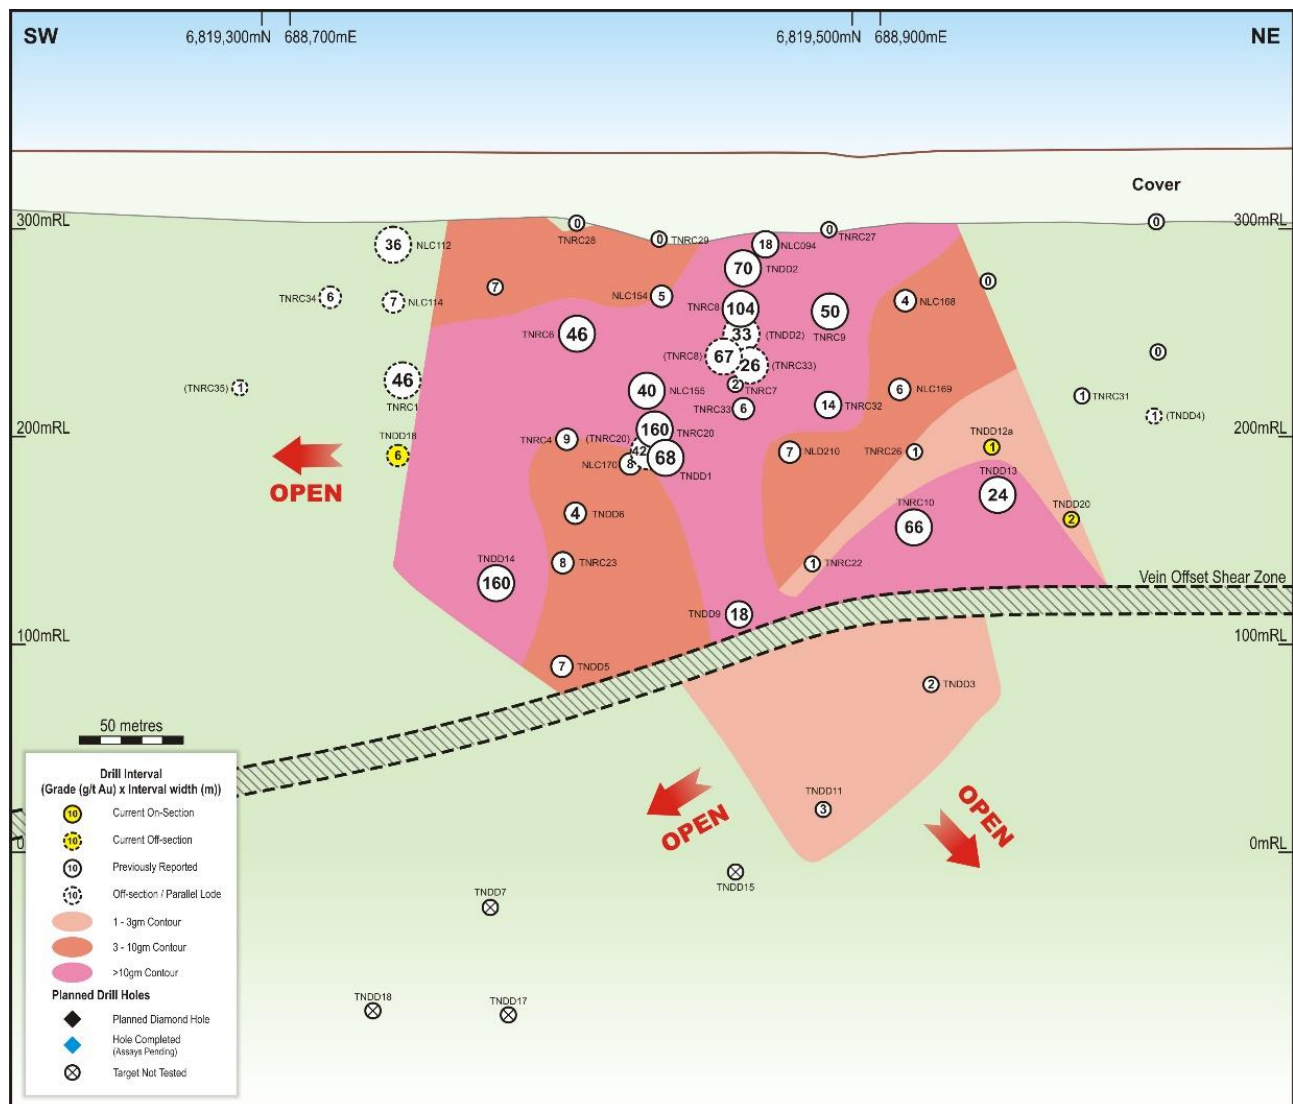 SW
6,819,300mN
688,700mE
6,819,500mN
688,900mE
NE
Cover
300mRL
300mRL
0
TNRC28
0
TNRC29
0
TNRC27
0
36
NLC112
18
NLC094
70
TNDD2
TNRC34
6
7
NLC114
7
NLC154
5
TNRC8
104
50
TNRC9
4
NLC168
0
TNRC6
46
33
(TNDD2)
(TNRC8)
67
26
(TNRC33)
0
(TNRC35)
1
46
TNRC1
40
NLC155
2
TNRC7
6
NLC169
1
TNRC31
TNRC33
6
14
TNRC32
1
(TNDD4)
200mRL
200mRL
TNDD18
6
OPEN
TNRC4
9
(TNRC20)
160
TNRC20
42
NLC170
8
68
TNDD1
7
NLD210
TNRC26
1
TNDD12a
1
TNDD13
24
TNDD20
2
4
TNDD6
TNRC10
66
TNDD14
160
8
TNRC23
1
TNRC22
Vein Offset Shear Zone
TNDD9
18
100mRL
100mRL
7
TNDD5
2
TNDD3
50 metres
TNDD11
3
OPEN
OPEN
0
0mRL
TNDD15
TNDD7
TNDD18
TNDD17
Drill Interval
(Grade (g/t Au) x Interval width (m))
10 Current On-Section
10 Current Off-section
10 Previously Reported
10 Off-section / Parallel Lode
1 - 3gm Contour
3 - 10gm Contour
>10gm Contour
Planned Drill Holes
Planned Diamond Hole
Hole Completed
(Assays Pending)
Target Not Tested